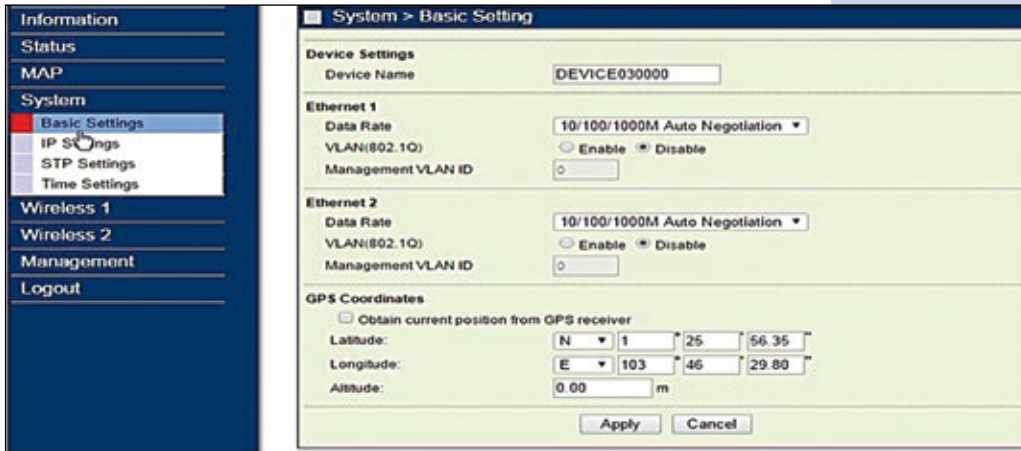 Information
Status
MAP
System
Basic Settings
IP Settings
STP Settings
Time Settings
Wireless 1
Wireless 2
Management
Logout
System > Basic Setting
Device Settings
Device Name DEVICE030000
Ethernet 1
Data Rate 10/100/1000M Auto Negotiation
VLAN(802.1Q) Enable Disable
Management VLAN ID 0
Ethernet 2
Data Rate 10/100/1000M Auto Negotiation
VLAN(802.1Q) Enable Disable
Management VLAN ID 0
GPS Coordinates
Obtain current position from GPS receiver
Latitude: N 1 ° 25 ' 56.35 "
Longitude: E 103 ° 46 ' 29.80 "
Altitude: 0.00 m
Apply Cancel